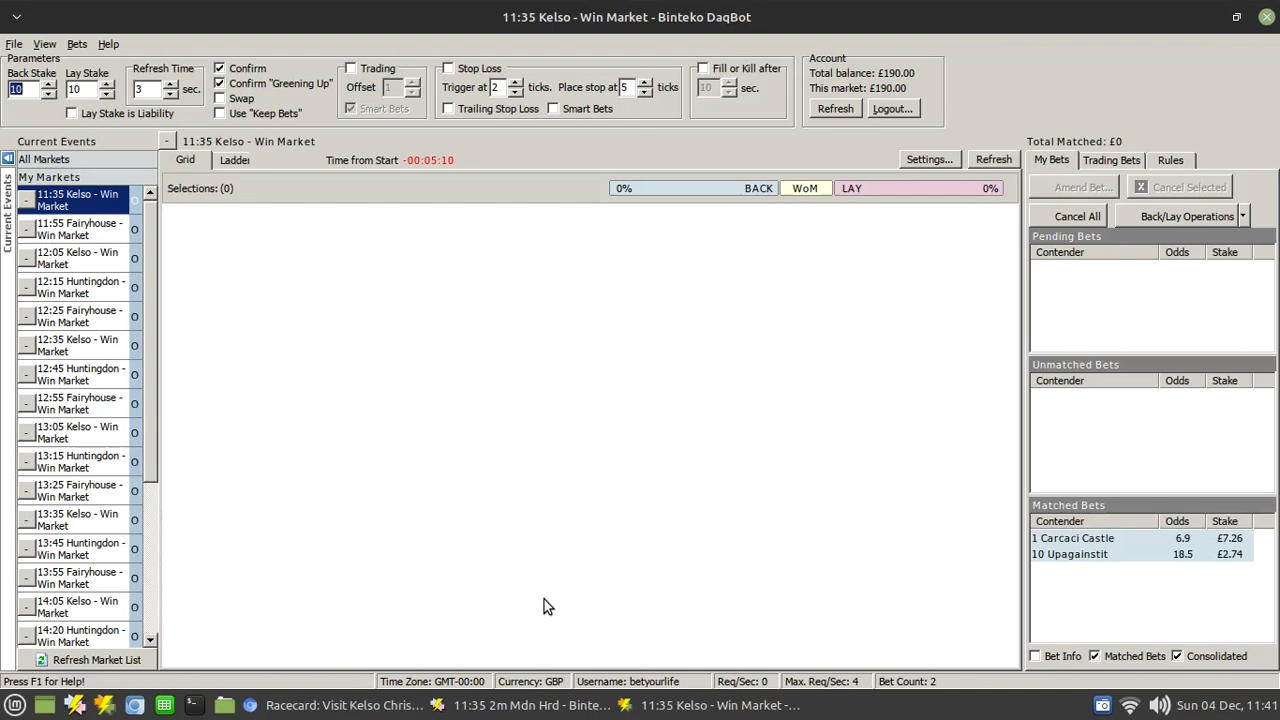 11:35 Kelso - Win Market - Binteko DaqBot
File View Bets Help
Parameters
Back Stake Lay Stake
10 10
Lay Stake is Liability
Refresh Time
3 sec.
Confirm
Confirm "Greening Up"
Swap
Use "Keep Bets"
Trading
Offset 1
Smart Bets
Stop Loss
Trigger at 2 ticks. Place stop at 5 ticks
Trailing Stop Loss Smart Bets
Fill or Kill after
10 sec.
Account
Total balance: £190.00
This market: £190.00
Refresh Logout...
Current Events
All Markets
My Markets
Current Events
- 11:35 Kelso - Win Market O
- 11:55 Fairyhouse - Win Market O
- 12:05 Kelso - Win Market O
- 12:15 Huntingdon - Win Market O
- 12:25 Fairyhouse - Win Market O
- 12:35 Kelso - Win Market O
- 12:45 Huntingdon - Win Market O
- 12:55 Fairyhouse - Win Market O
- 13:05 Kelso - Win Market O
- 13:15 Huntingdon - Win Market O
- 13:25 Fairyhouse - Win Market O
- 13:35 Kelso - Win Market O
- 13:45 Huntingdon - Win Market O
- 13:55 Fairyhouse - Win Market O
- 14:05 Kelso - Win Market O
- 14:20 Huntingdon - Win Market O
Refresh Market List
- 11:35 Kelso - Win Market
Grid Ladder Time from Start -00:05:10 Settings... Refresh
Selections: (0) 0% BACK WoM LAY 0%
Total Matched: £0
My Bets Trading Bets Rules
Amend Bet... X Cancel Selected
Cancel All Back/Lay Operations
Pending Bets
Contender Odds Stake
Unmatched Bets
Contender Odds Stake
Matched Bets
Contender Odds Stake
1 Carcaci Castle 6.9 £7.26
10 Upagainstit 18.5 £2.74
Bet Info Matched Bets Consolidated
Press F1 for Help! Time Zone: GMT-00:00 Currency: GBP Username: betyourlife Req/Sec: 0 Max. Req/Sec: 4 Bet Count: 2
Racecard: Visit Kelso Chris... 11:35 2m Mdn Hrd - Binte... 11:35 Kelso - Win Market -... Sun 04 Dec, 11:41